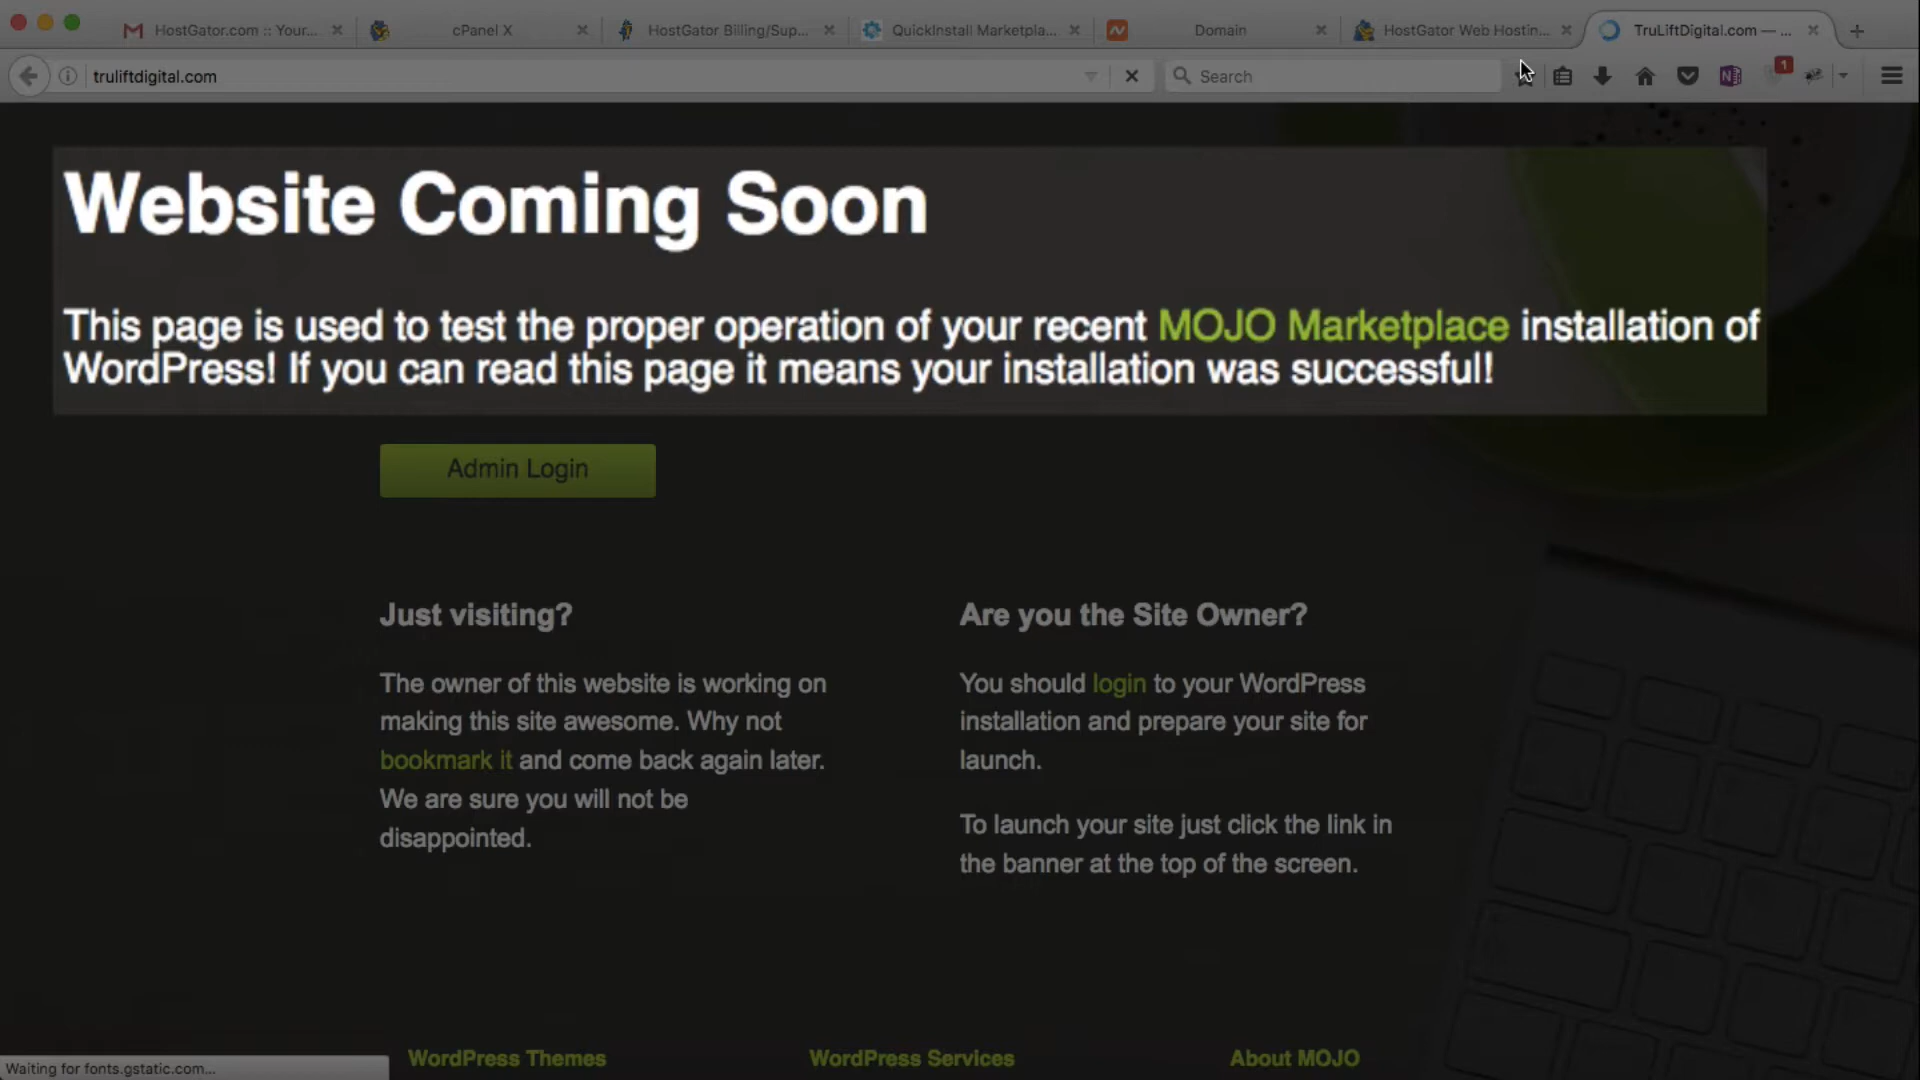 HostGator.com :: Your...
cPanel X
HostGator Billing/Sup...
QuickInstall Marketpla...
Domain
HostGator Web Hostin...
TruLiftDigital.com — ...
truliftdigital.com
Search
1
Website Coming Soon
This page is used to test the proper operation of your recent MOJO Marketplace installation of
WordPress! If you can read this page it means your installation was successful!
Admin Login
Just visiting?
The owner of this website is working on
making this site awesome. Why not
bookmark it and come back again later.
We are sure you will not be
disappointed.
Are you the Site Owner?
You should login to your WordPress
installation and prepare your site for
launch.
To launch your site just click the link in
the banner at the top of the screen.
WordPress Themes
WordPress Services
About MOJO
Waiting for fonts.gstatic.com...